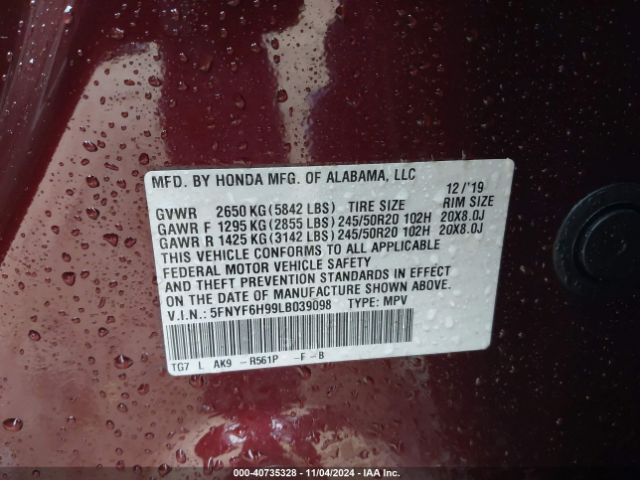 MFD. BY HONDA MFG. OF ALABAMA, LLC 12/'19
GVWR 2650 KG (5842 LBS) TIRE SIZE RIM SIZE
GAWR F 1295 KG (2855 LBS) 245/50R20 102H 20X8.0J
GAWR R 1425 KG (3142 LBS) 245/50R20 102H 20X8.0J
THIS VEHICLE CONFORMS TO ALL APPLICABLE
FEDERAL MOTOR VEHICLE SAFETY
AND THEFT PREVENTION STANDARDS IN EFFECT
ON THE DATE OF MANUFACTURE SHOWN ABOVE.
V.I.N.: 5FNYF6H99LB039098 TYPE: MPV
TG7 L AK9 -R561P -F-B
000-40735328 - 11/04/2024 - IAA Inc.